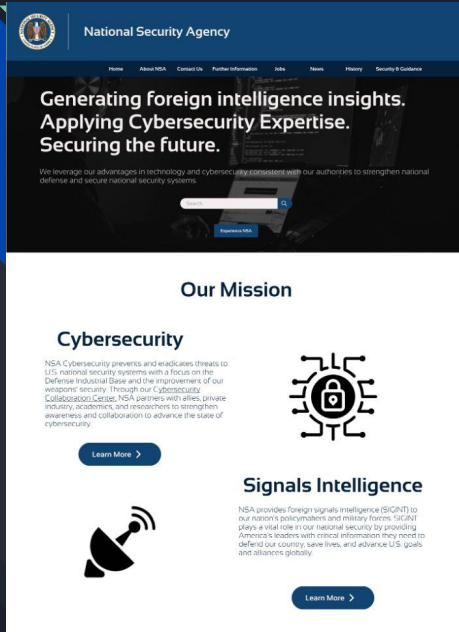 National Security Agency
Home About NSA Contact Us Further Information Jobs News History Security & Guidance
Generating foreign intelligence insights.
Applying Cybersecurity Expertise.
Securing the future.
We leverage our advantages in technology and cybersecurity consistent with our authorities to strengthen national
defense and secure national security systems.
Search
Experience NSA
Our Mission
Cybersecurity
NSA Cybersecurity prevents and eradicates threats to
U.S. national security systems with a focus on the
Defense Industrial Base and the improvement of our
weapons' security. Through our Cybersecurity
Collaboration Center, NSA partners with allies, private
industry, academics, and researchers to strengthen
awareness and collaboration to advance the state of
cybersecurity.
Learn More
Signals Intelligence
NSA provides foreign signals intelligence (SIGINT) to
our nation's policymakers and military forces. SIGINT
plays a vital role in our national security by providing
America's leaders with critical information they need to
defend our country, save lives, and advance U.S. goals
and alliances globally.
Learn More